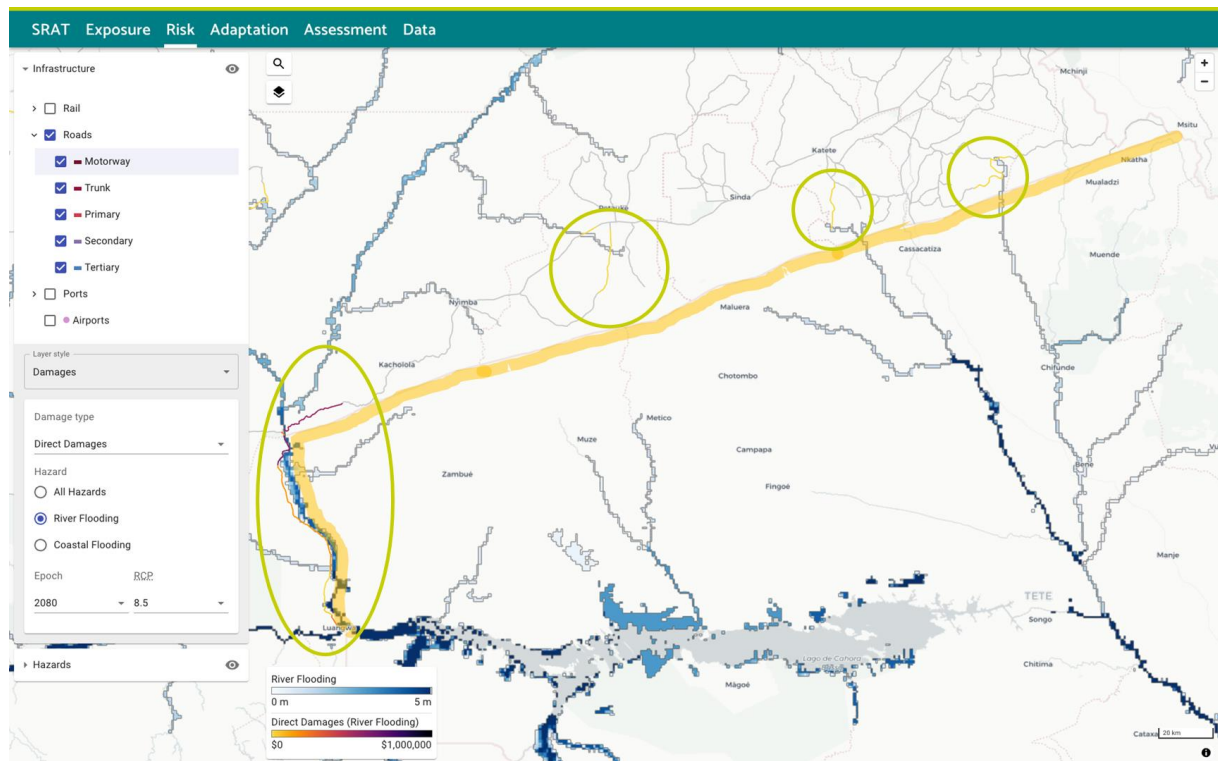 SRAT Exposure Risk Adaptation Assessment Data
Infrastructure
Rail
Roads
Motorway
Trunk
Primary
Secondary
Tertiary
Ports
Airports
Layer style
Damages
Damage type
Direct Damages
Hazard
All Hazards
River Flooding
Coastal Flooding
Epoch RCP
2080 8.5
Hazards
Mchinji
Msitu
Katete
Nkatha
Mualadzi
Sinda
Cassacatiza
Muende
Nyimba
Maluera
Kacholola
Chifunde
Chotombo
Metico
Muze
Campapa
Zambué
Fingoé
Bene
Manje
TETE
Songo
Lago de Cahora
Chitima
Màgoé
River Flooding
0 m 5 m
Direct Damages (River Flooding)
$0 $1,000,000
20 km